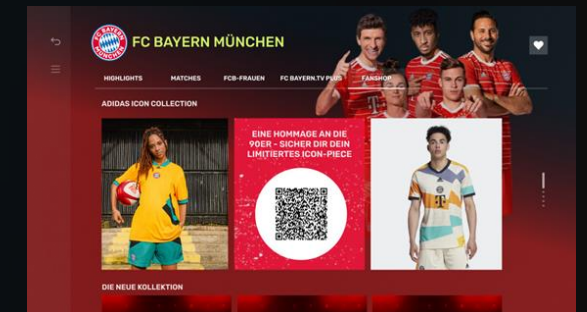 FC BAYERN MÜNCHEN
HIGHLIGHTS
MATCHES
FCB-FRAUEN
FC BAYERN.TV PLUS
FANSHOP
ADIDAS ICON COLLECTION
EINE HOMMAGE AN DIE
90ER - SICHER DIR DEIN
LIMITIERTES ICON-PIECE
DIE NEUE KOLLEKTION